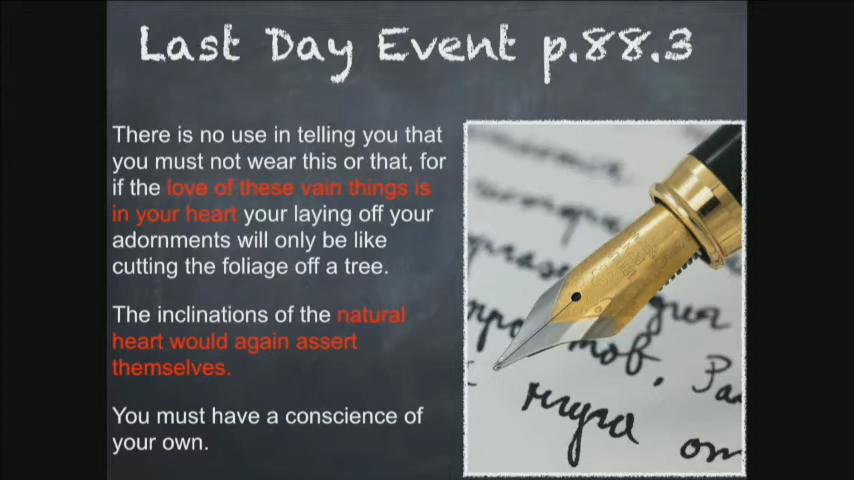 Last Day Event p.88.3
There is no use in telling you that
you must not wear this or that, for
if the love of these vain things is
in your heart your laying off your
adornments will only be like
cutting the foliage off a tree.
The inclinations of the natural
heart would again assert
themselves.
You must have a conscience of
your own.